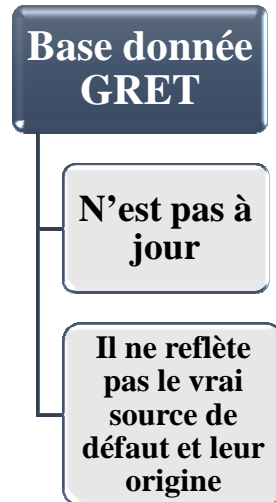 Base donnée
GRET
N'est pas à
jour
Il ne reflète
pas le vrai
source de
défaut et leur
origine